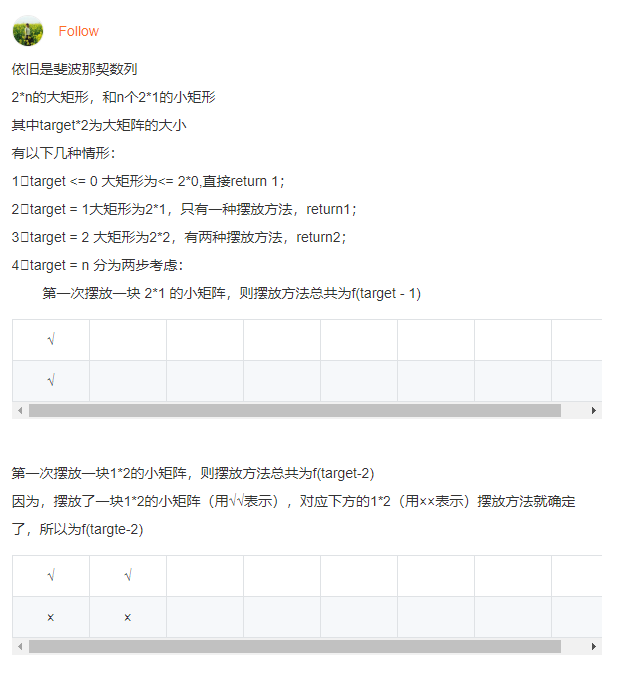 Follow
依旧是斐波那契数列
2*n的大矩形，和n个2*1的小矩形
其中target*2为大矩阵的大小
有以下几种情形：
1⃣️target <= 0 大矩形为<= 2*0,直接return 1；
2⃣️target = 1大矩形为2*1，只有一种摆放方法，return1；
3⃣️target = 2 大矩形为2*2，有两种摆放方法，return2；
4⃣️target = n 分为两步考虑：
第一次摆放一块 2*1 的小矩阵，则摆放方法总共为f(target - 1)
√
√
第一次摆放一块1*2的小矩阵，则摆放方法总共为f(target-2)
因为，摆放了一块1*2的小矩阵（用√√表示），对应下方的1*2（用××表示）摆放方法就确定
了，所以为f(targte-2)
√ √
× ×